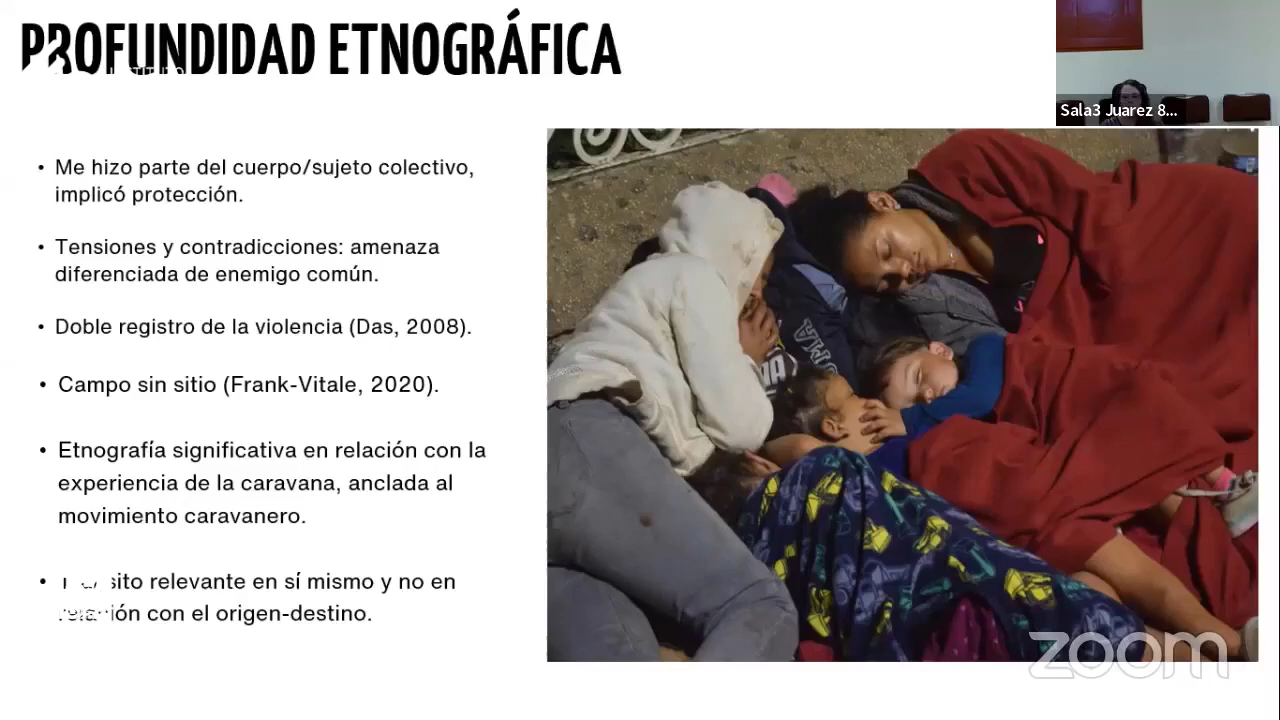 PROFUNDIDAD ETNOGRÁFICA
Sala3 Juarez 8...
• Me hizo parte del cuerpo/sujeto colectivo,
implicó protección.
• Tensiones y contradicciones: amenaza
diferenciada de enemigo común.
• Doble registro de la violencia (Das, 2008).
• Campo sin sitio (Frank-Vitale, 2020).
• Etnografía significativa en relación con la
experiencia de la caravana, anclada al
movimiento caravanero.
• relevante en sí mismo y no en
relación con el origen-destino.
zoom